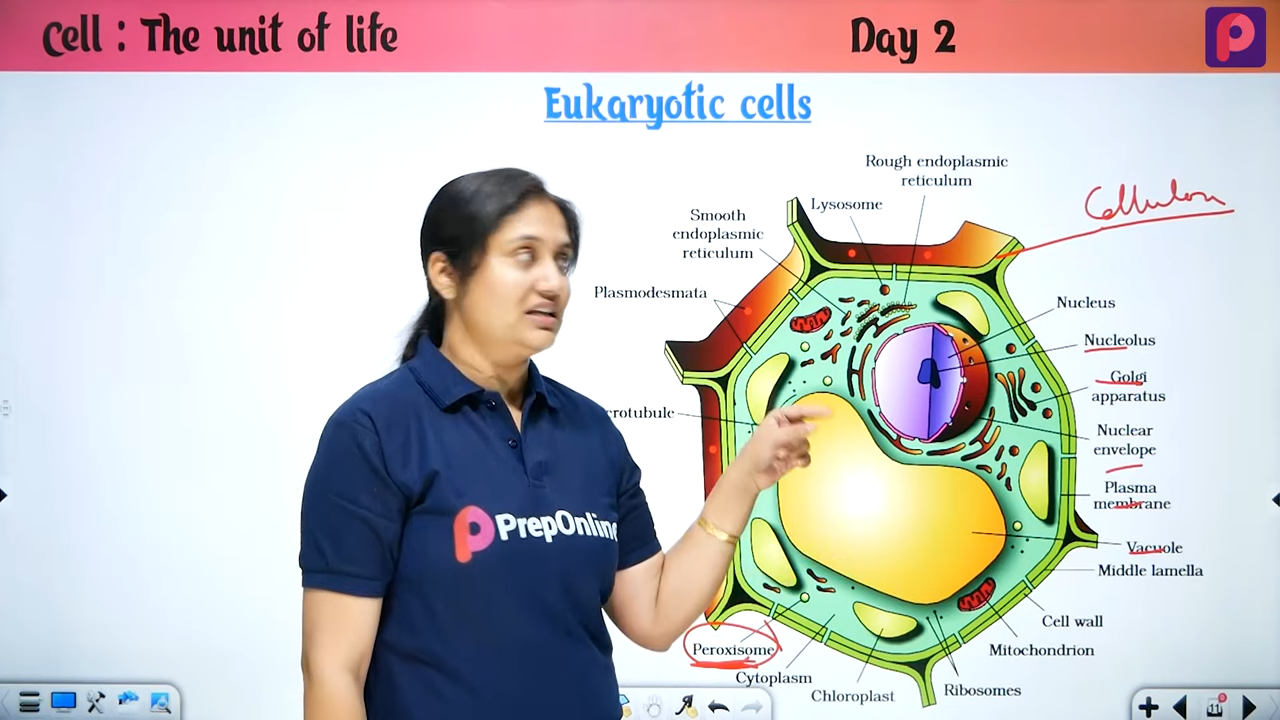 Cell : The unit of life
Day 2
Eukaryotic cells
Rough endoplasmic
reticulum
Lysosome
Smooth
endoplasmic
reticulum
Plasmodesmata
Nucleus
Nucleolus
Golgi
apparatus
Nuclear
envelope
Plasma
membrane
Vacuole
Middle lamella
Cell wall
Mitochondrion
Ribosomes
Chloroplast
Cytoplasm
Peroxisome
crotubule
PrepOnline
11